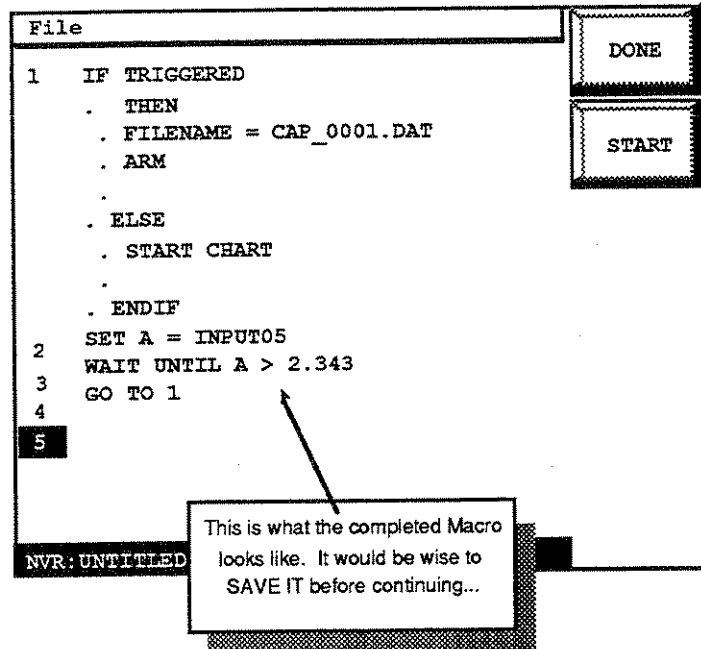 File
DONE
START
1 IF TRIGGERED
. THEN
. FILENAME = CAP_0001.DAT
. ARM
.
. ELSE
. START CHART
.
. ENDIF
2 SET A = INPUT05
3 WAIT UNTIL A > 2.343
4 GO TO 1
5
This is what the completed Macro
looks like. It would be wise to
SAVE IT before continuing...
NVR:UNTITLED